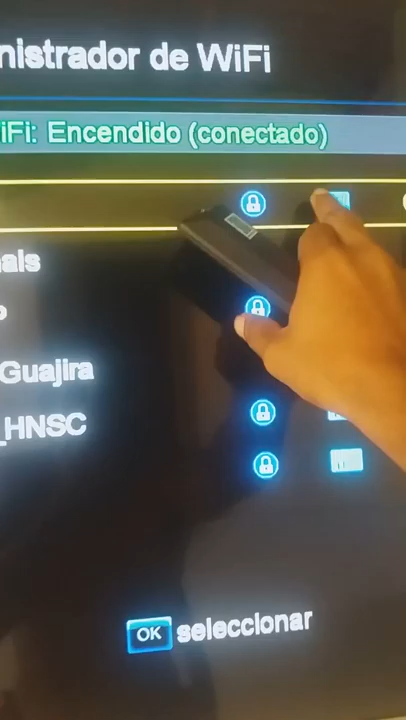 nistrador de WiFi
iFi: Encendido (conectado)
als
o
Guajira
_HNSC
OK seleccionar